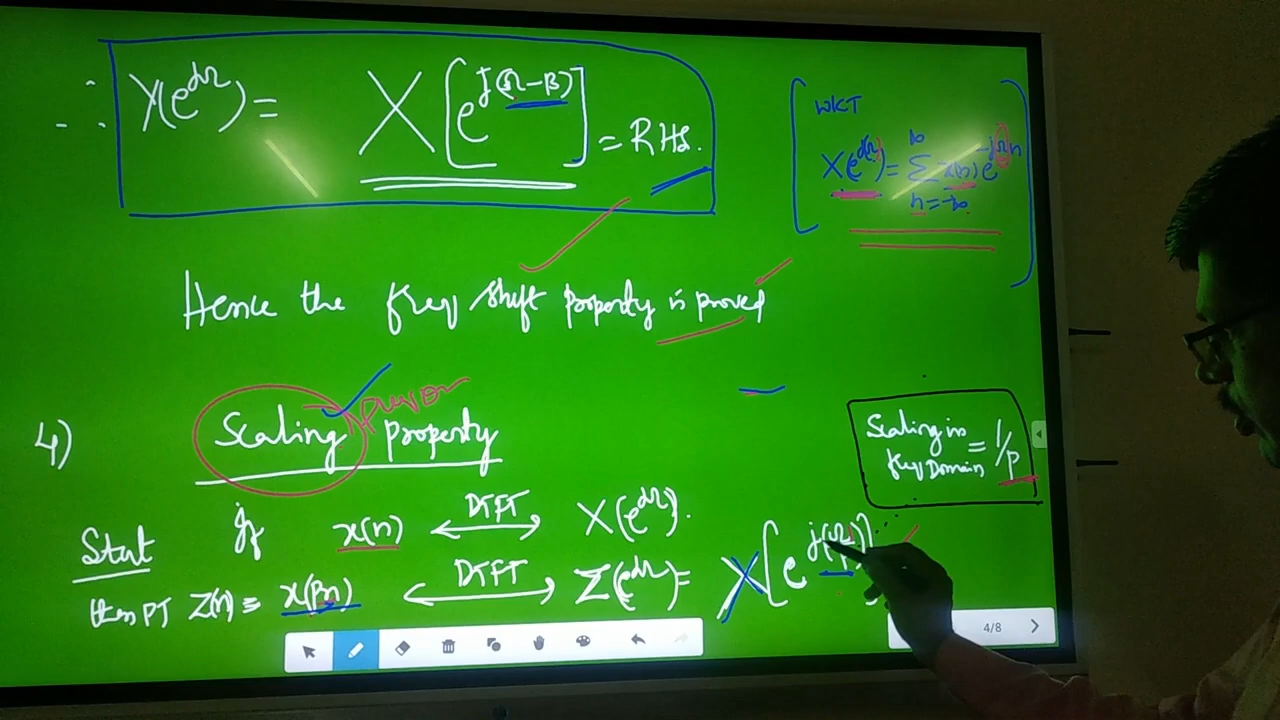 ∴ Y(e^jΩ) = X[e^j(Ω-β)] = RHS.
WKT
X(e^jΩ) = Σ x(n) e^-jΩn
∞
n=-∞
Hence the freq shift property is proved
4) Scaling property
Scaling in
freq Domain = 1/p
Start If x(n) ←DTFT→ X(e^jΩ).
then PT Z(n) = x(pn) ←DTFT→ Z(e^jΩ) = X[e^j(Ω/p)]
4/8